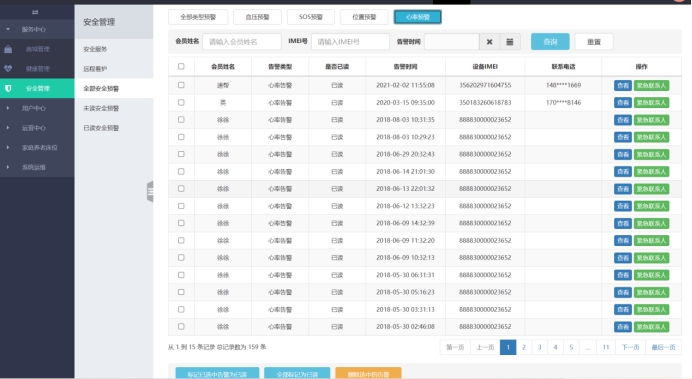 安全管理 全部类型预警 血压预警 SOS预警 位置预警 心率预警
服务中心
会员姓名 请输入会员姓名 IMEI号 请输入IMEI号 告警时间 查询 重置
商城管理 安全服务
健康管理 远程看护
会员姓名 告警类型 是否已读 告警时间 设备IMEI 联系电话 操作
安全管理 全部安全预警
心率告警 已读 2021-02-02 11:55:08 356202971604755 148****1669 查看 紧急联系人
用户中心 未读安全预警
英 心率告警 已读 2020-03-15 09:35:00 350183260618783 170****8146 查看 紧急联系人
运营中心 已读安全预警
徐徐 心率告警 已读 2018-08-03 10:31:35 888830000023652 查看 紧急联系人
家庭养老床位
徐徐 心率告警 已读 2018-08-03 10:29:23 888830000023652 查看 紧急联系人
系统运维
徐徐 心率告警 已读 2018-06-29 20:32:43 888830000023652 查看 紧急联系人
徐徐 心率告警 已读 2018-06-14 21:01:30 888830000023652 查看 紧急联系人
徐徐 心率告警 已读 2018-06-13 22:01:32 888830000023652 查看 紧急联系人
徐徐 心率告警 已读 2018-06-12 13:32:23 888830000023652 查看 紧急联系人
徐徐 心率告警 已读 2018-06-09 14:32:39 888830000023652 查看 紧急联系人
徐徐 心率告警 已读 2018-06-09 11:32:20 888830000023652 查看 紧急联系人
徐徐 心率告警 已读 2018-06-09 10:32:13 888830000023652 查看 紧急联系人
徐徐 心率告警 已读 2018-05-30 06:31:31 888830000023652 查看 紧急联系人
徐徐 心率告警 已读 2018-05-30 05:16:23 888830000023652 查看 紧急联系人
徐徐 心率告警 已读 2018-05-30 03:31:13 888830000023652 查看 紧急联系人
徐徐 心率告警 已读 2018-05-30 02:46:08 888830000023652 查看 紧急联系人
从 1 到 15 条记录 总记录数为 159 条 第一页 上一页 1 2 3 4 5 ... 11 下一页 最后一页
标记已选中告警为已读 全部标记为已读 删除选中的告警